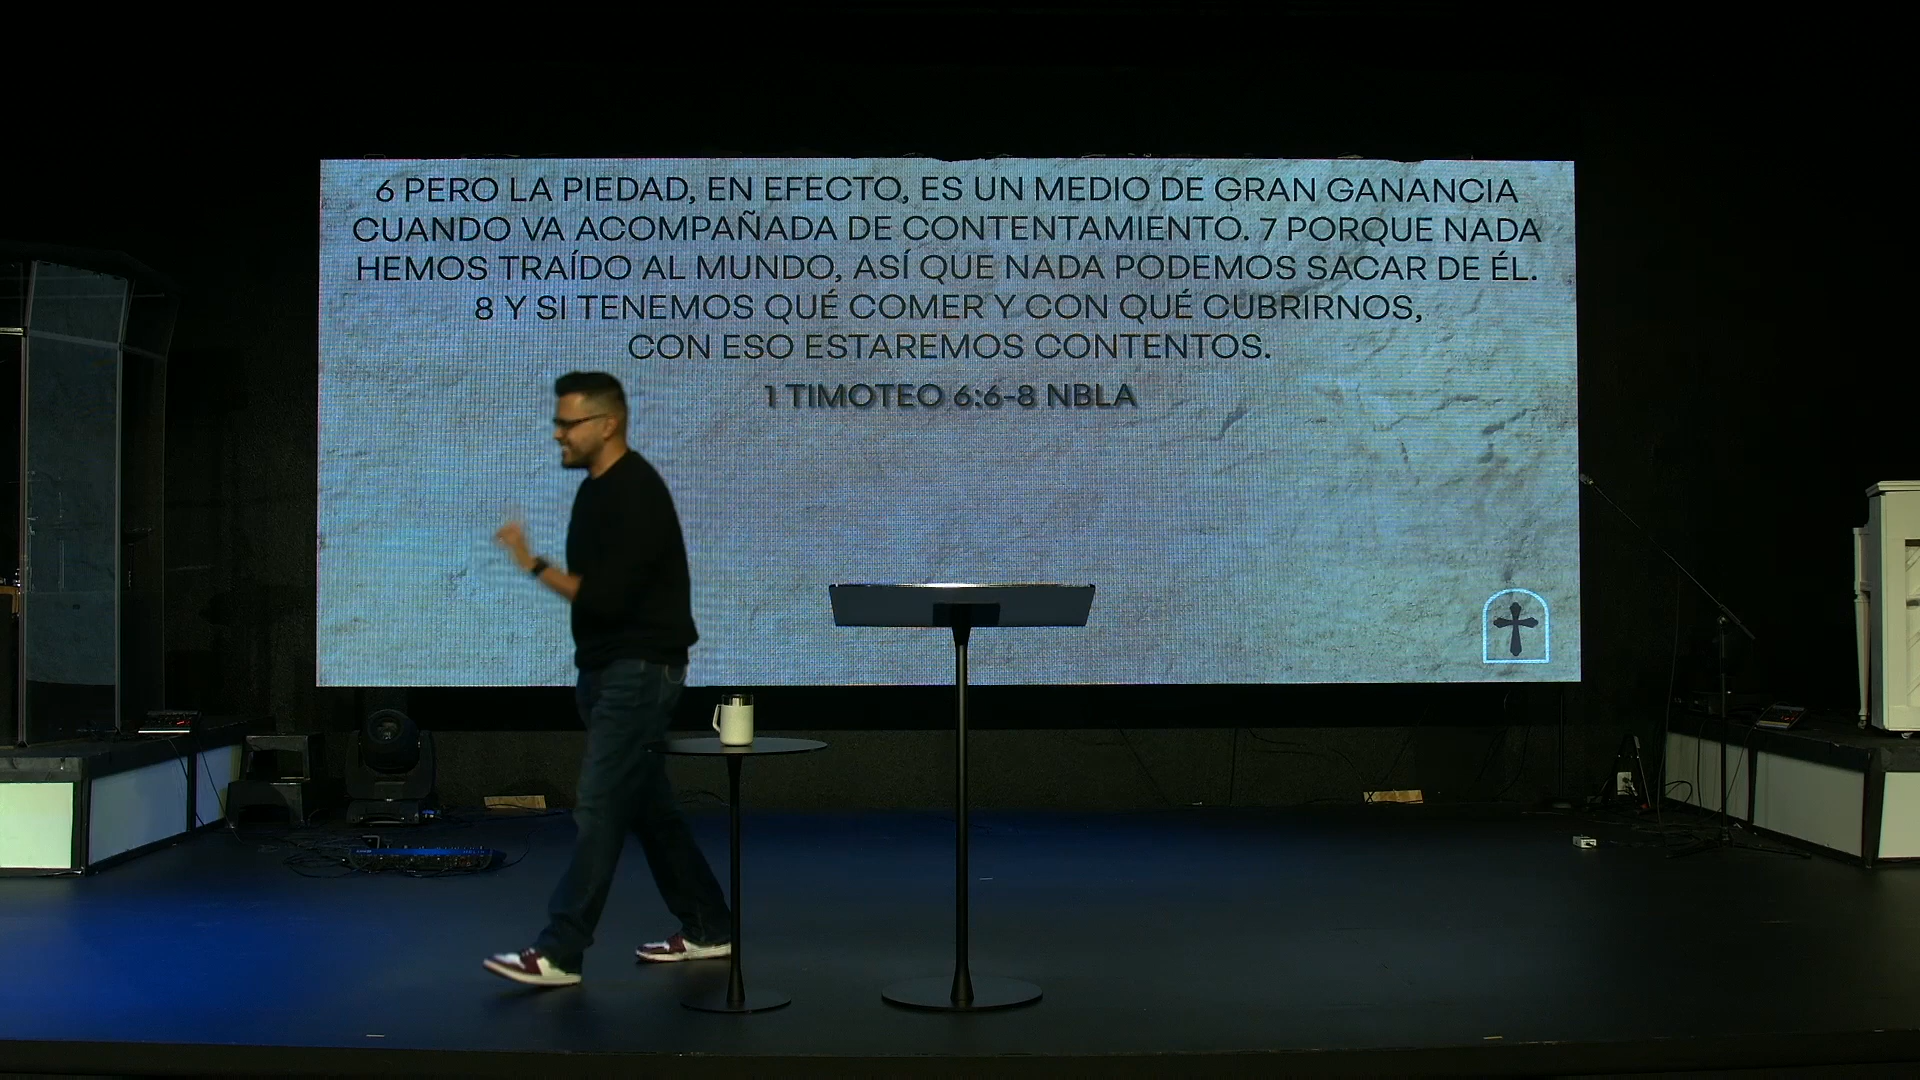 6 PERO LA PIEDAD, EN EFECTO, ES UN MEDIO DE GRAN GANANCIA
CUANDO VA ACOMPAÑADA DE CONTENTAMIENTO. 7 PORQUE NADA
HEMOS TRAÍDO AL MUNDO, ASÍ QUE NADA PODEMOS SACAR DE ÉL.
8 Y SI TENEMOS QUÉ COMER Y CON QUÉ CUBRIRNOS,
CON ESO ESTAREMOS CONTENTOS.
1 TIMOTEO 6:6-8 NBLA